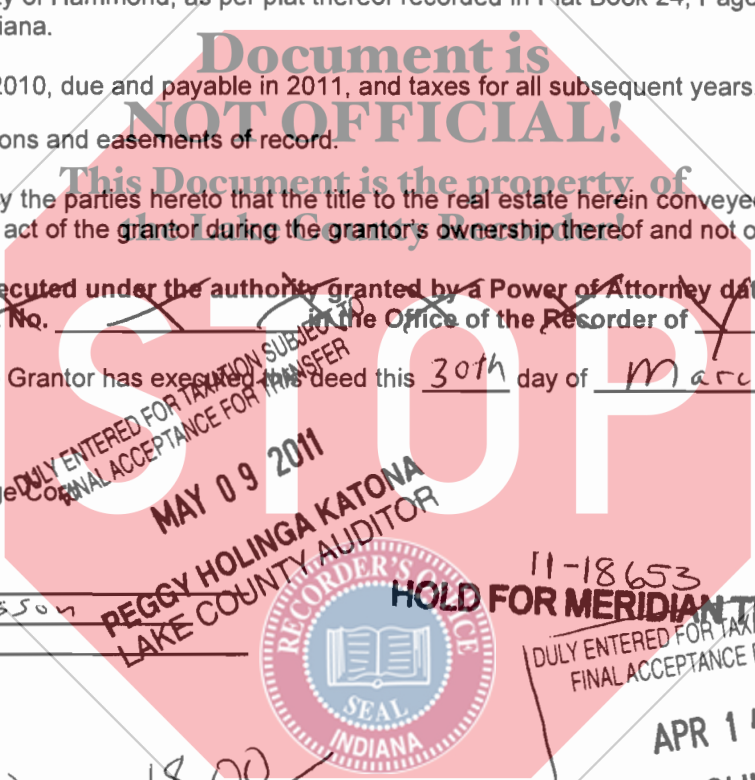 of Hammond, as per plat thereof recorded in Plat Book 24,
iana.
Document is
2010, due and payable in 2011, and taxes for all subsequent years
NOT OFFICIAL!
ons and easements of record.
This Document is the property of
y the parties hereto that the title to the real estate herein conveye
the Lake County Recorder!
act of the grantor during the grantor's ownership thereof and not o
ecuted under the authority granted by a Power of Attorney dat
No. in the Office of the Recorder of
STOP
Grantor has executed this deed this 30th day of Marc
DULY ENTERED FOR TAXATION SUBJECT TO
FINAL ACCEPTANCE FOR TRANSFER
MAY 09 2011
PEGGY HOLINGA KATONA
LAKE COUNTY AUDITOR
sson
RECORDER'S OFFICE
SEAL
INDIANA
11-18653
HOLD FOR MERIDIAN T
DULY ENTERED FOR TAX
FINAL ACCEPTANCE
APR 1
18.00